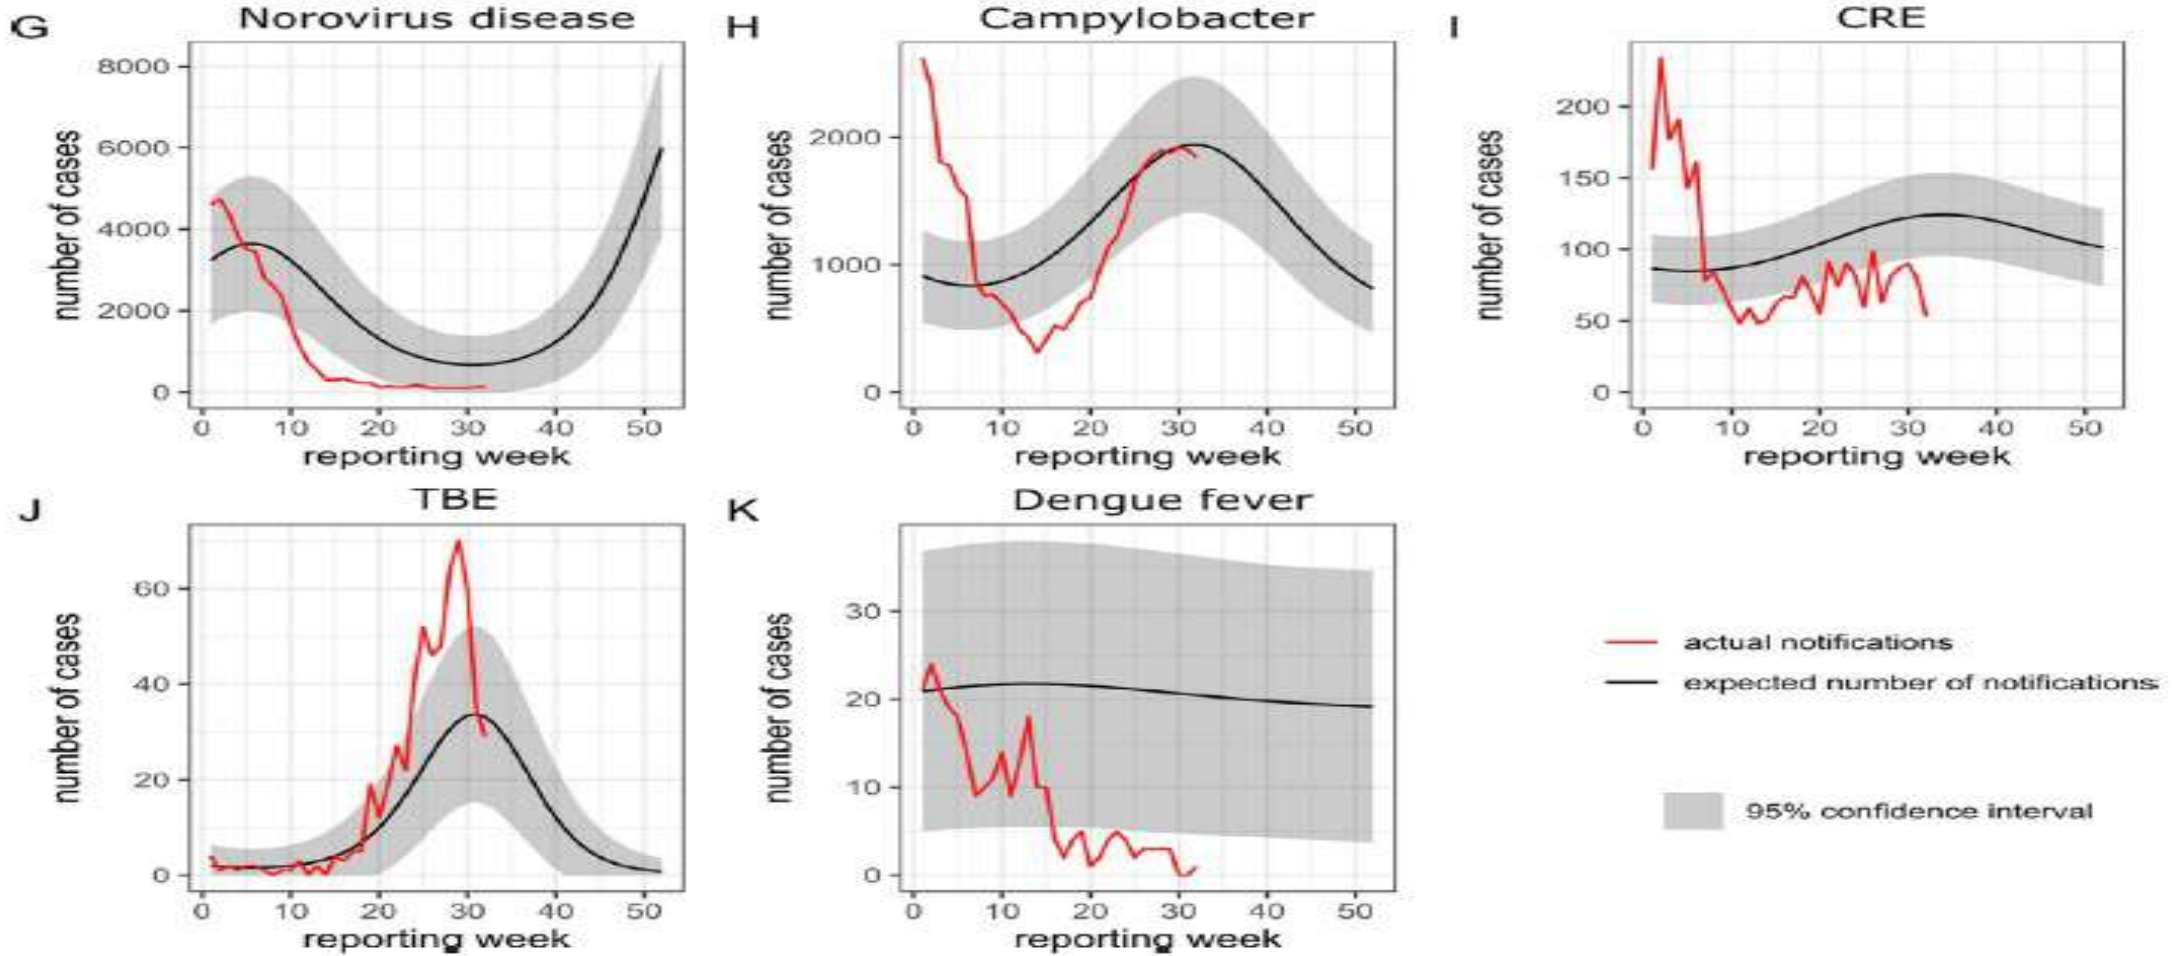 G Norovirus disease
number of cases
8000
6000
4000
2000
0
0 10 20 30 40 50
reporting week
H Campylobacter
number of cases
2000
1000
0
0 10 20 30 40 50
reporting week
I CRE
number of cases
200
150
100
50
0
0 10 20 30 40 50
reporting week
J TBE
number of cases
60
40
20
0
0 10 20 30 40 50
reporting week
K Dengue fever
number of cases
30
20
10
0
0 10 20 30 40 50
reporting week
actual notifications
expected number of notifications
95% confidence interval